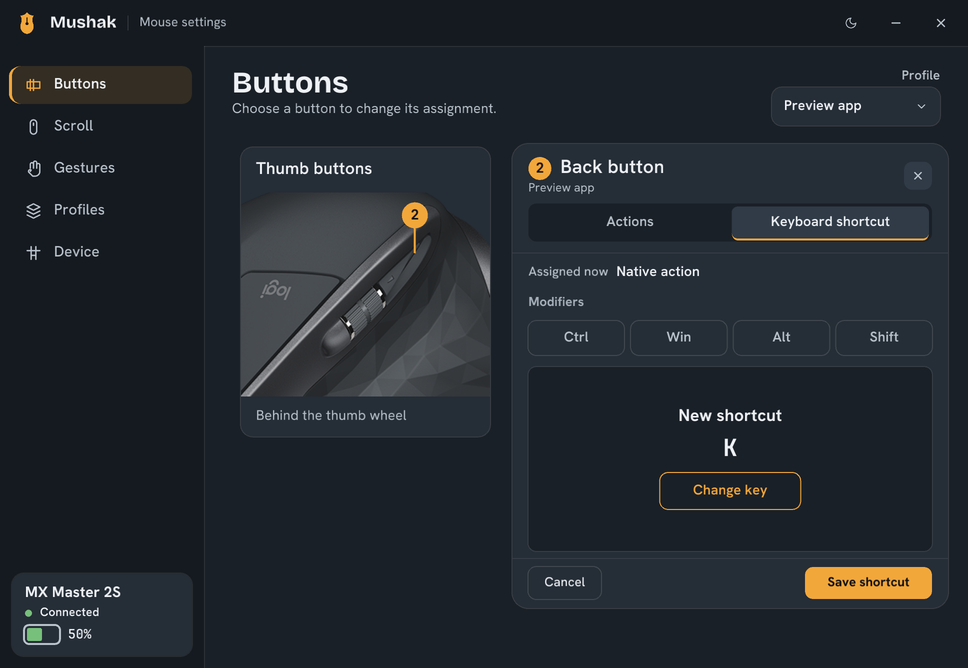 Mushak | Mouse settings
Buttons
Scroll
Gestures
Profiles
Device
MX Master 2S
Connected
50%
Buttons
Choose a button to change its assignment.
Profile
Preview app
Thumb buttons
2
logi
Behind the thumb wheel
2 Back button
Preview app
Actions Keyboard shortcut
Assigned now Native action
Modifiers
Ctrl Win Alt Shift
New shortcut
K
Change key
Cancel Save shortcut